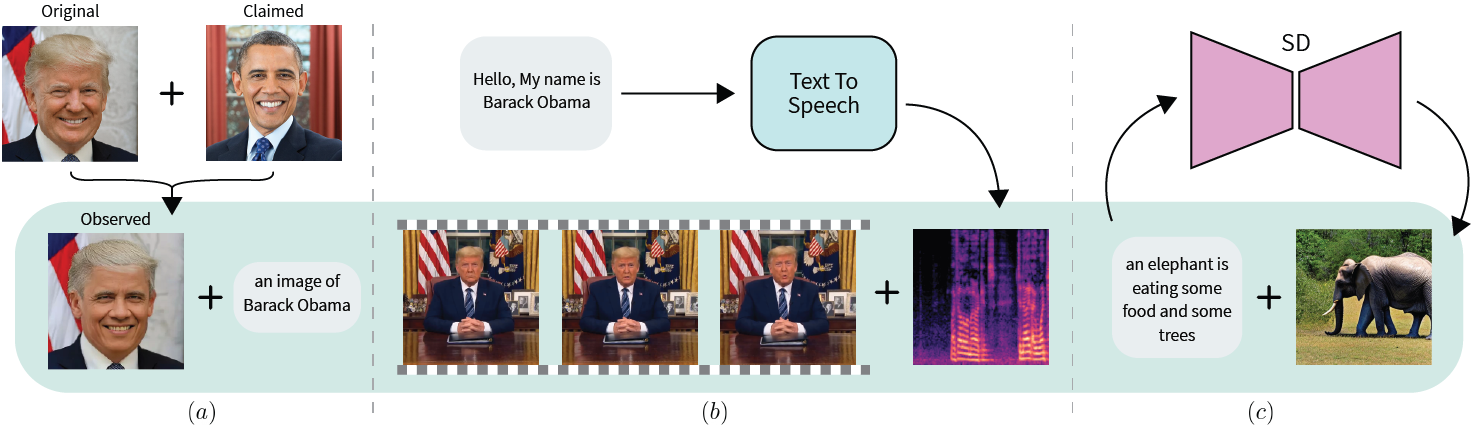 Original
Claimed
Observed
an image of
Barack Obama
(a)
Hello, My name is
Barack Obama
Text To
Speech
(b)
SD
an elephant is
eating some
food and some
trees
(c)